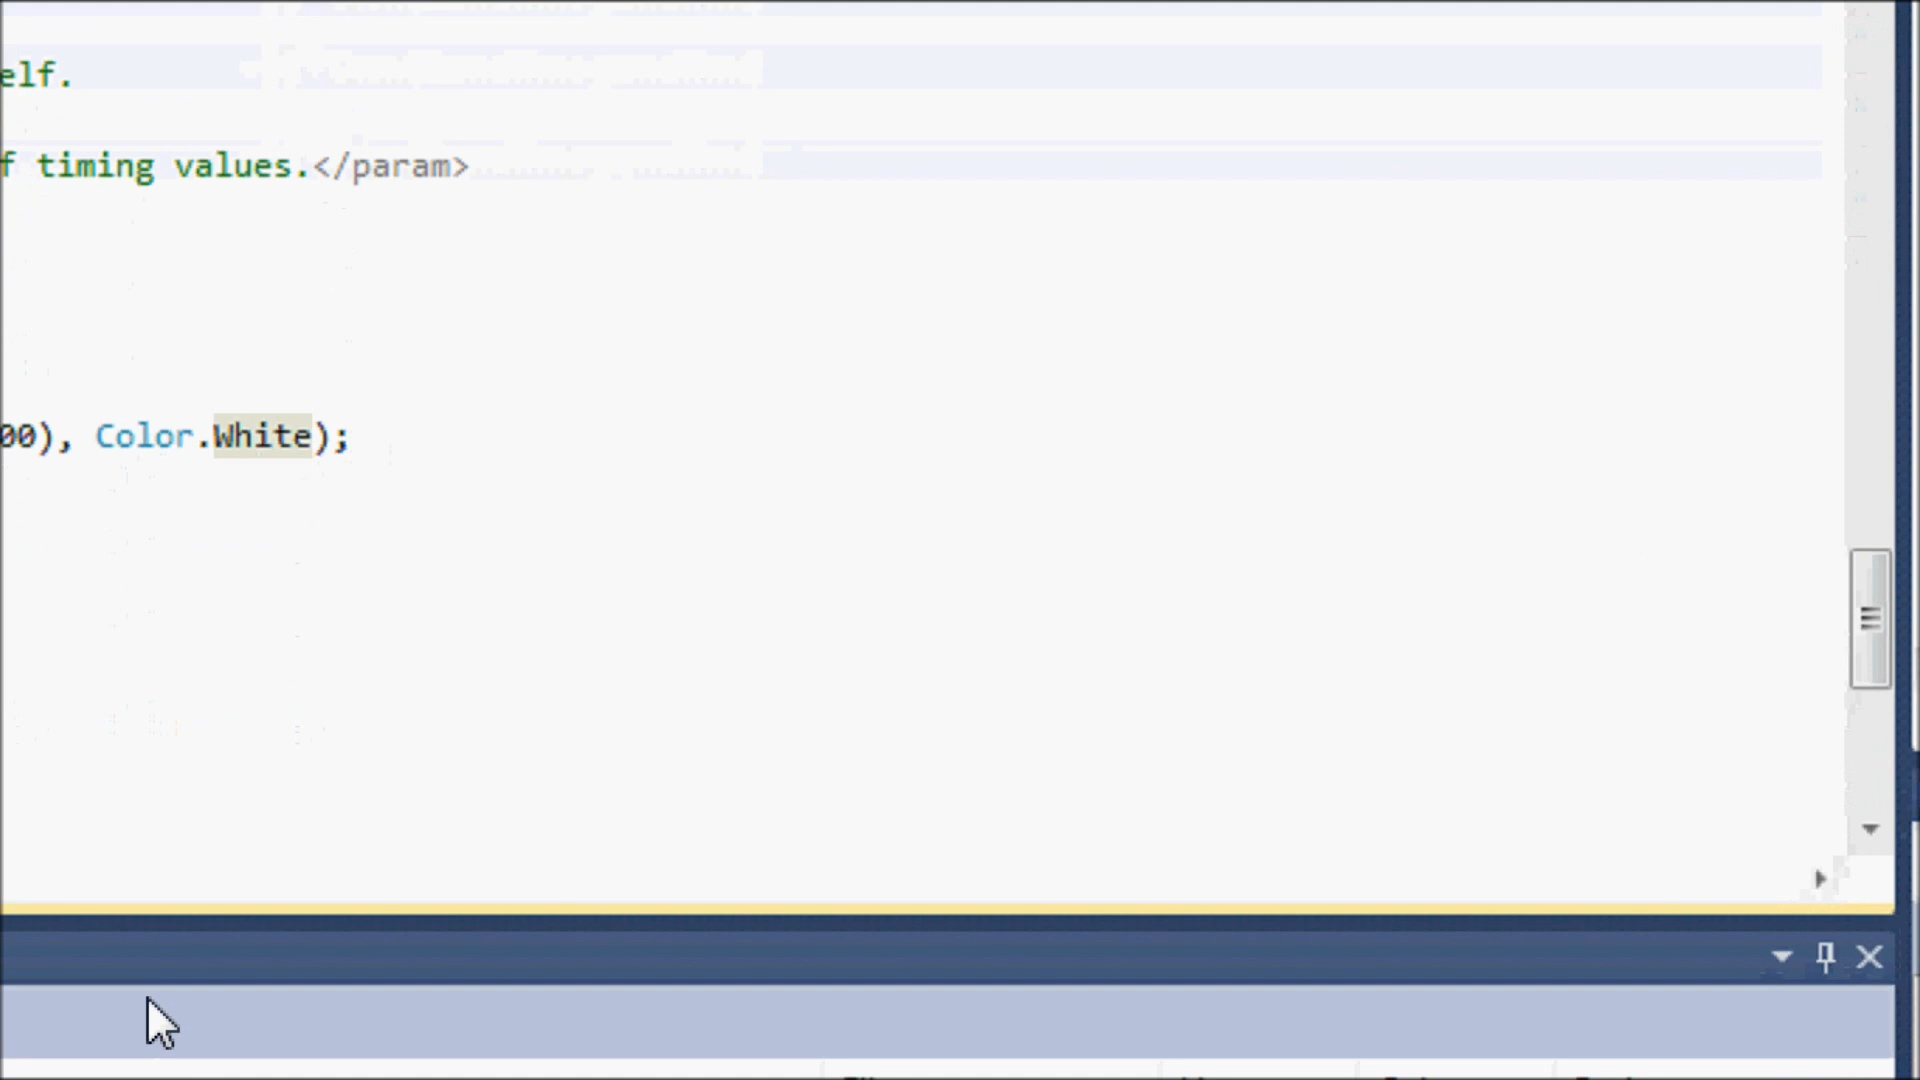 elf.
f timing values.</param>
00), Color.White);